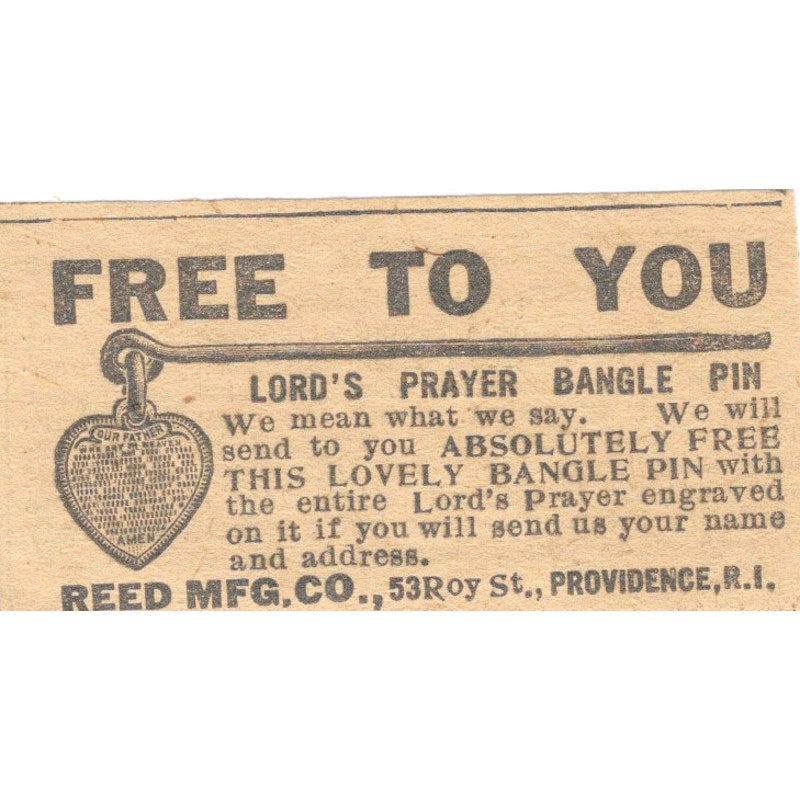 FREE TO YOU
LORD'S PRAYER BANGLE PIN
We mean what we say. We will
send to you ABSOLUTELY FREE
THIS LOVELY BANGLE PIN with
the entire Lord's Prayer engraved
on it if you will send us your name
and address.
OUR FATHER
AMEN
REED MFG. CO., 53 Roy St., PROVIDENCE, R.I.